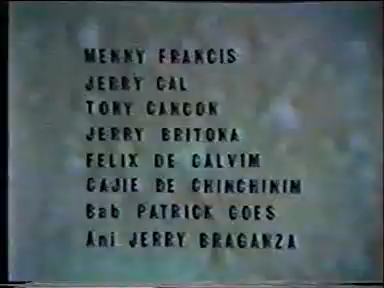 MENNY FRANCIS
JERRY CAL
TONY CANCON
JERRY BRITONA
FELIX DE CALVIM
CAJIE DE CHINCHINIM
Bab PATRICK GOES
Ani JERRY BRAGANZA